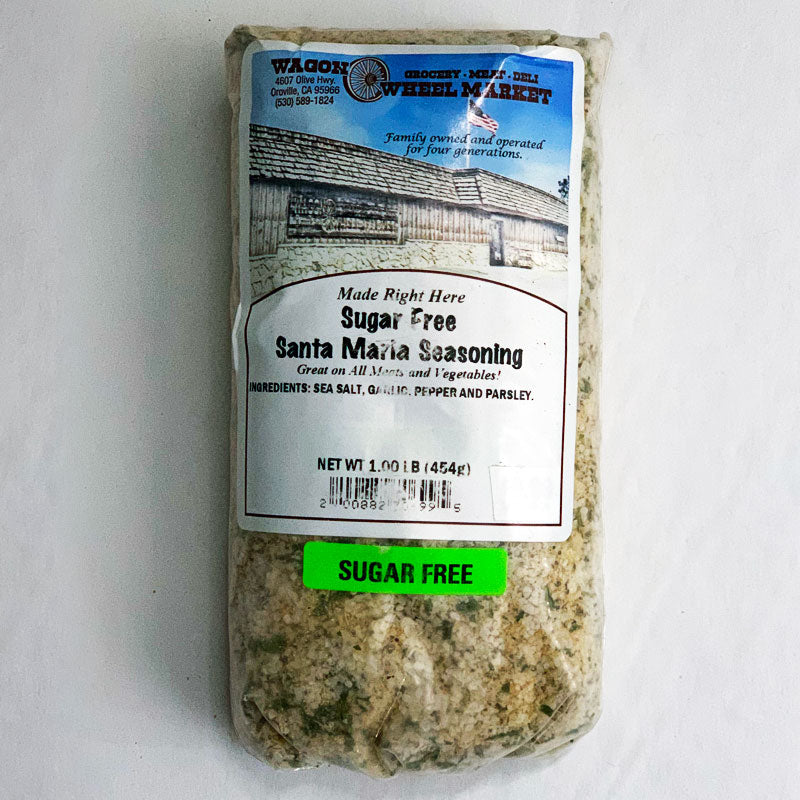 WAGON WHEEL MARKET
GROCERY · MEAT · DELI
4607 Olive Hwy.
Oroville, CA 95966
(530) 589-1824
Family owned and operated
for four generations.
Made Right Here
Sugar Free
Santa Maria Seasoning
Great on All Meats and Vegetables!
INGREDIENTS: SEA SALT, GARLIC, PEPPER AND PARSLEY.
NET WT 1.00 LB (454g)
SUGAR FREE